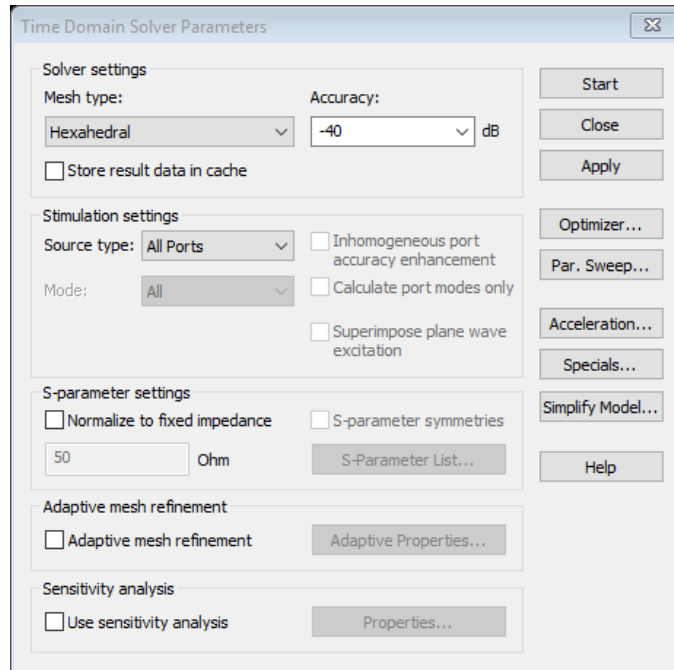 Time Domain Solver Parameters
Solver settings
Mesh type:
Accuracy:
Hexahedral
-40
dB
Store result data in cache
Start
Close
Apply
Stimulation settings
Source type:
All Ports
Inhomogeneous port
accuracy enhancement
Mode:
All
Calculate port modes only
Superimpose plane wave
excitation
Optimizer...
Par. Sweep...
Acceleration...
Specials...
Simplify Model...
Help
S-parameter settings
Normalize to fixed impedance
S-parameter symmetries
50
Ohm
S-Parameter List...
Adaptive mesh refinement
Adaptive mesh refinement
Adaptive Properties...
Sensitivity analysis
Use sensitivity analysis
Properties...